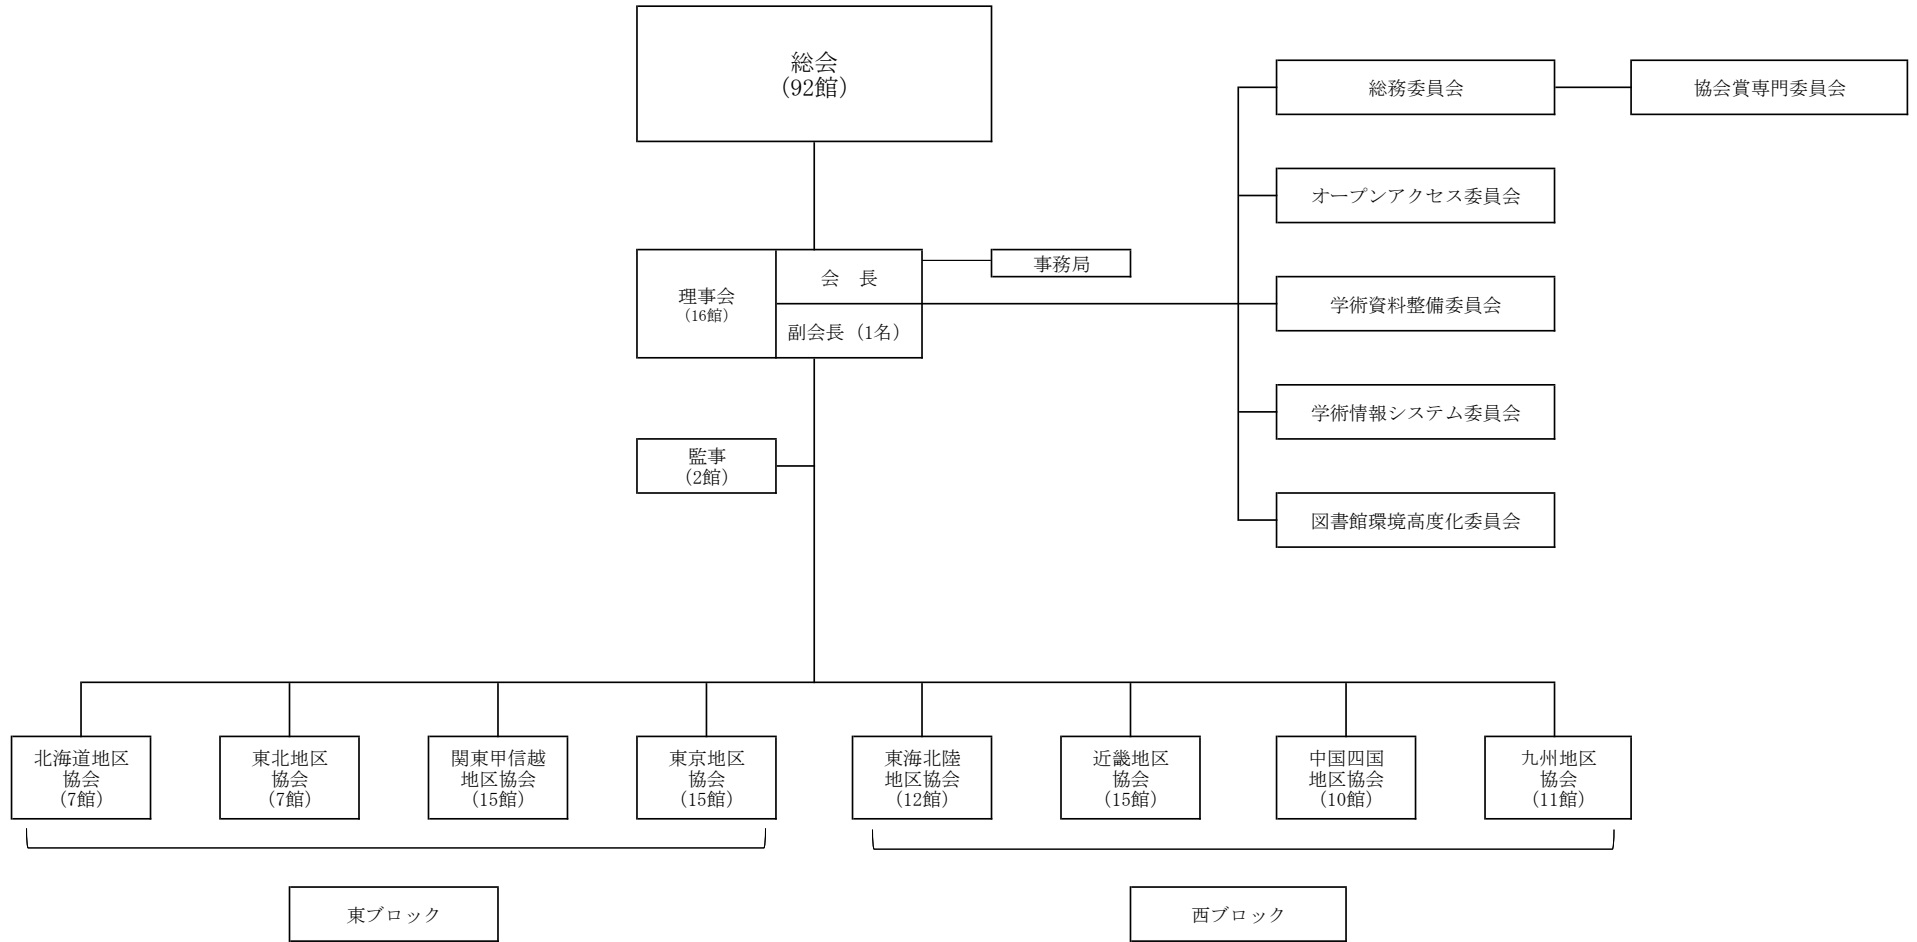 総会
（92館）
総務委員会
協会賞専門委員会
オープンアクセス委員会
会　長
事務局
理事会
（16館）
学術資料整備委員会
副会長（1名）
学術情報システム委員会
監事
（2館）
図書館環境高度化委員会
北海道地区
協会
（7館）
東北地区
協会
（7館）
関東甲信越
地区協会
（15館）
東京地区
協会
（15館）
東海北陸
地区協会
（12館）
近畿地区
協会
（15館）
中国四国
地区協会
（10館）
九州地区
協会
（11館）
東ブロック
西ブロック